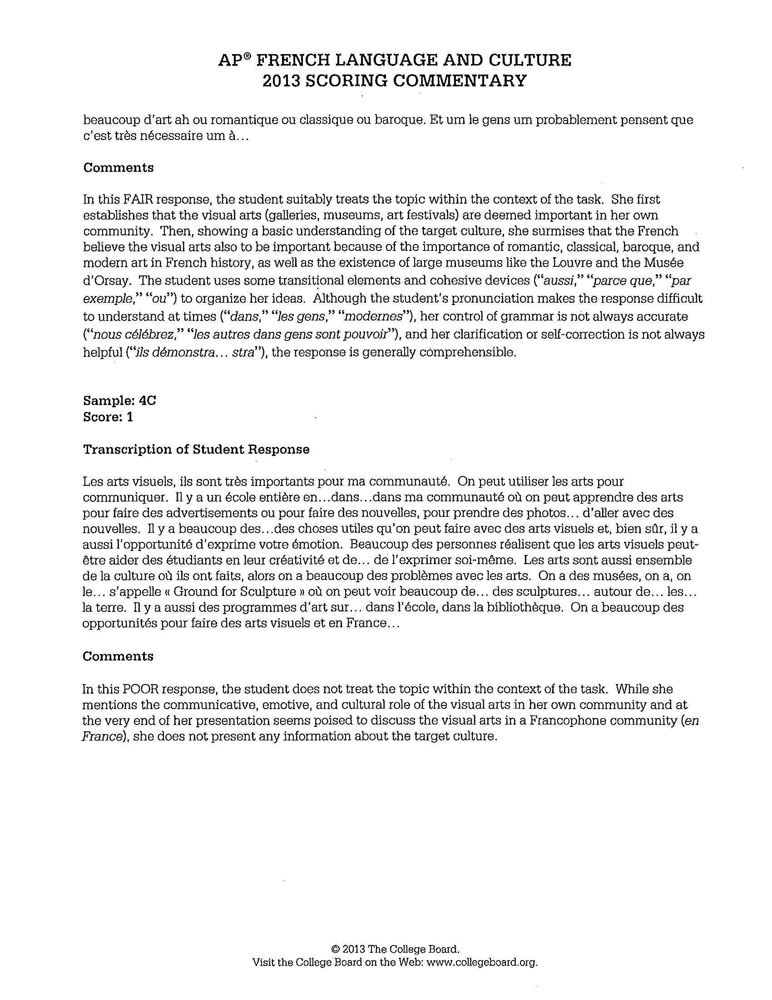 AP® FRENCH LANGUAGE AND CULTURE
2013 SCORING COMMENTARY
beaucoup d'art ah ou romantique ou classique ou baroque. Et um le gens um probablement pensent que
c'est très nécessaire um à...
Comments
In this FAIR response, the student suitably treats the topic within the context of the task. She first
establishes that the visual arts (galleries, museums, art festivals) are deemed important in her own
community. Then, showing a basic understanding of the target culture, she surmises that the French
believe the visual arts also to be important because of the importance of romantic, classical, baroque, and
modern art in French history, as well as the existence of large museums like the Louvre and the Musée
d'Orsay. The student uses some transitional elements and cohesive devices (“aussi,” “parce que,” “par
exemple,” “ou”) to organize her ideas. Although the student's pronunciation makes the response difficult
to understand at times (“dans,” “les gens,” “modernes”), her control of grammar is not always accurate
(“nous célébrez,” “les autres dans gens sont pouvoir”), and her clarification or self-correction is not always
helpful (“ils démonstra... stra”), the response is generally comprehensible.
Sample: 4C
Score: 1
Transcription of Student Response
Les arts visuels, ils sont très importants pour ma communauté. On peut utiliser les arts pour
communiquer. Il y a un école entière en...dans...dans ma communauté où on peut apprendre des arts
pour faire des advertisements ou pour faire des nouvelles, pour prendre des photos... d'aller avec des
nouvelles. Il y a beaucoup des...des choses utiles qu'on peut faire avec des arts visuels et, bien sûr, il y a
aussi l'opportunité d'exprime votre émotion. Beaucoup des personnes réalisent que les arts visuels peut-
être aider des étudiants en leur créativité et de... de l'exprimer soi-même. Les arts sont aussi ensemble
de la culture où ils ont faits, alors on a beaucoup des problèmes avec les arts. On a des musées, on a, on
le... s'appelle « Ground for Sculpture » où on peut voir beaucoup de... des sculptures... autour de... les...
la terre. Il y a aussi des programmes d'art sur... dans l'école, dans la bibliothèque. On a beaucoup des
opportunités pour faire des arts visuels et en France...
Comments
In this POOR response, the student does not treat the topic within the context of the task. While she
mentions the communicative, emotive, and cultural role of the visual arts in her own community and at
the very end of her presentation seems poised to discuss the visual arts in a Francophone community (en
France), she does not present any information about the target culture.
© 2013 The College Board.
Visit the College Board on the Web: www.collegeboard.org.